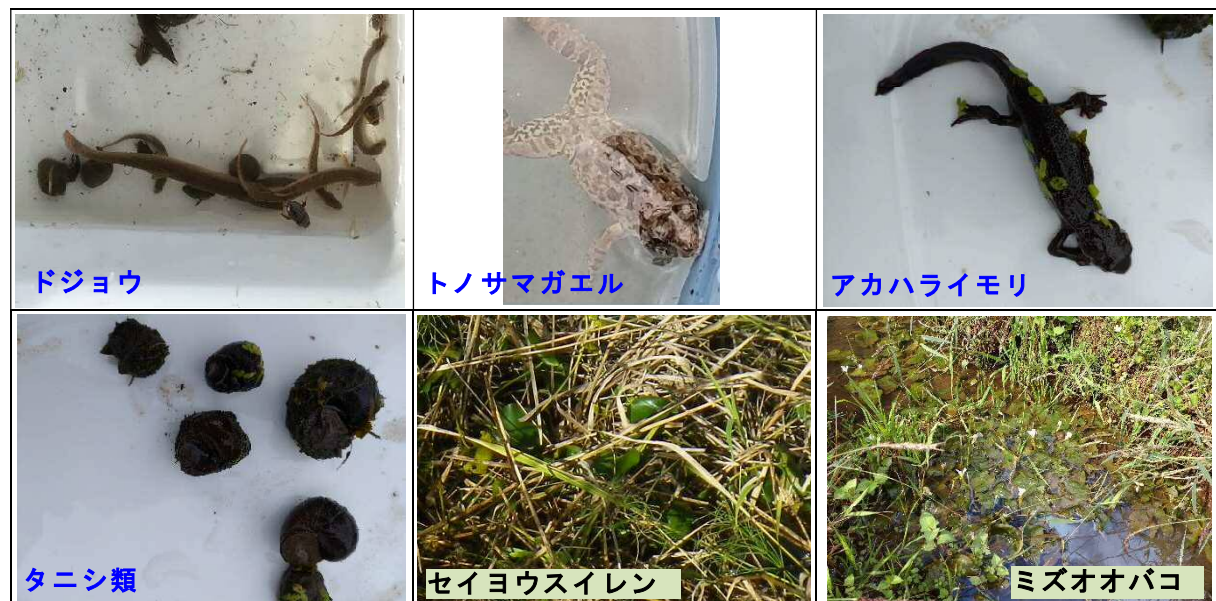 ドジョウ
トノサマガエル
アカハライモリ
タニシ類
セイヨウスイレン
ミズオオバコ